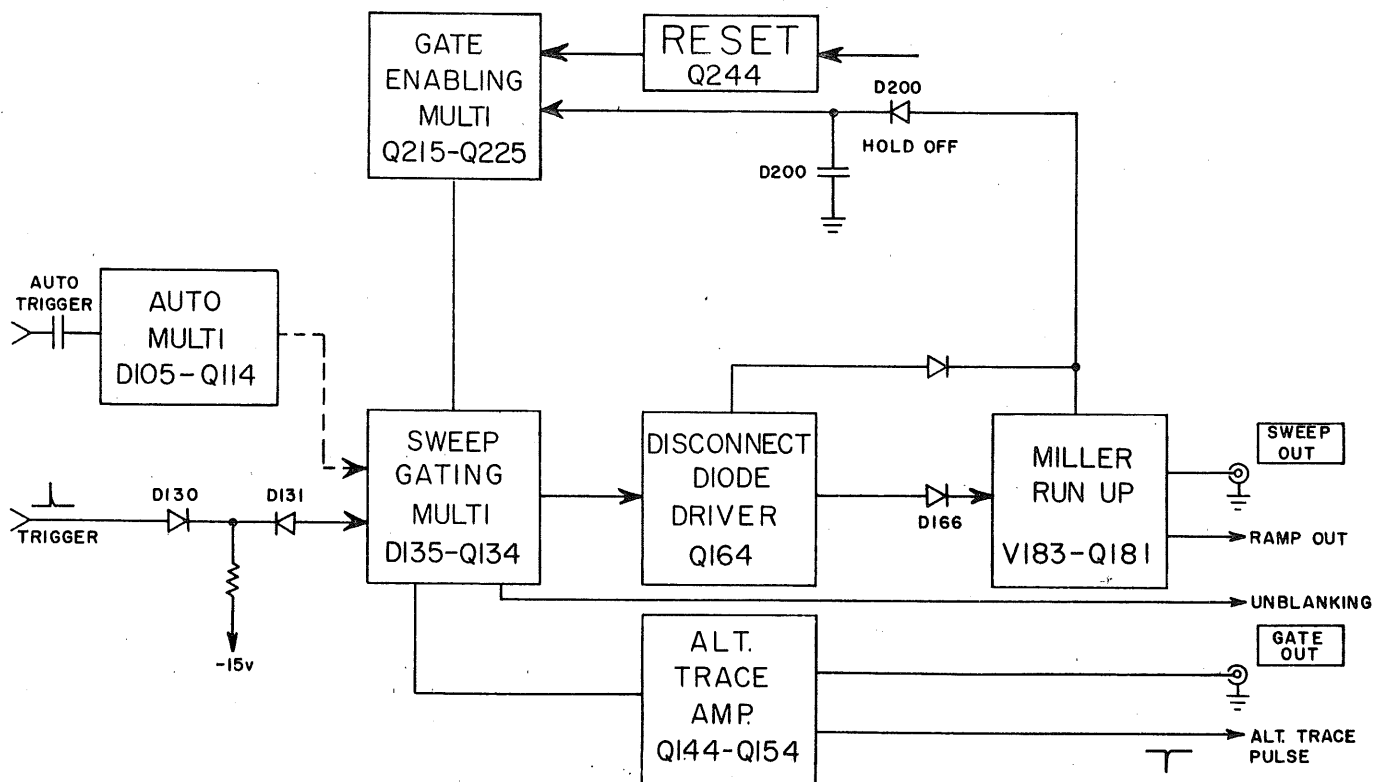 GATE
ENABLING
MULTI
Q215-Q225
RESET
Q244
D200
HOLD OFF
D200
AUTO
TRIGGER
AUTO
MULTI
D105-Q114
TRIGGER
D130
D131
-15v
SWEEP
GATING
MULTI
D135-Q134
DISCONNECT
DIODE
DRIVER
Q164
D166
MILLER
RUN UP
V183-Q181
SWEEP
OUT
RAMP OUT
UNBLANKING
ALT.
TRACE
AMP.
Q144-Q154
GATE
OUT
ALT. TRACE
PULSE